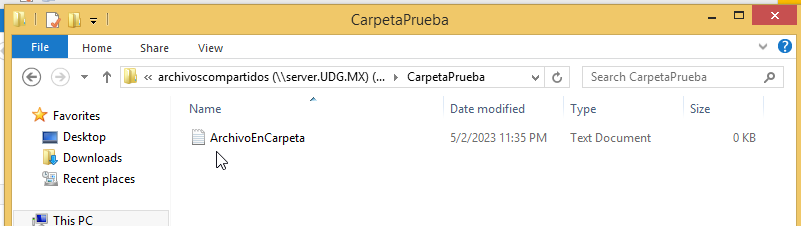 CarpetaPrueba
File Home Share View
« archivoscompartidos (\\server.UDG.MX) (... CarpetaPrueba Search CarpetaPrueba
Name Date modified Type Size
Favorites
Desktop
Downloads
Recent places
This PC
ArchivoEnCarpeta 5/2/2023 11:35 PM Text Document 0 KB